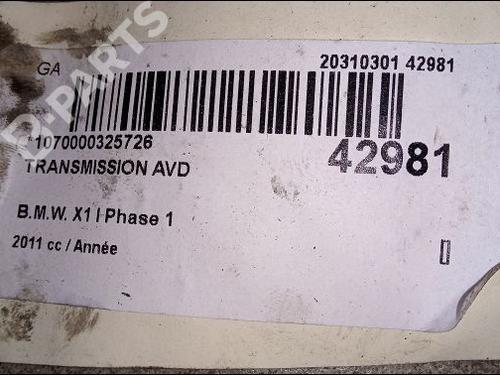 D-PARTS
GA
20310301 42981
*1070000325726
42981
TRANSMISSION AVD
B.M.W. X1 I Phase 1
2011 cc / Année